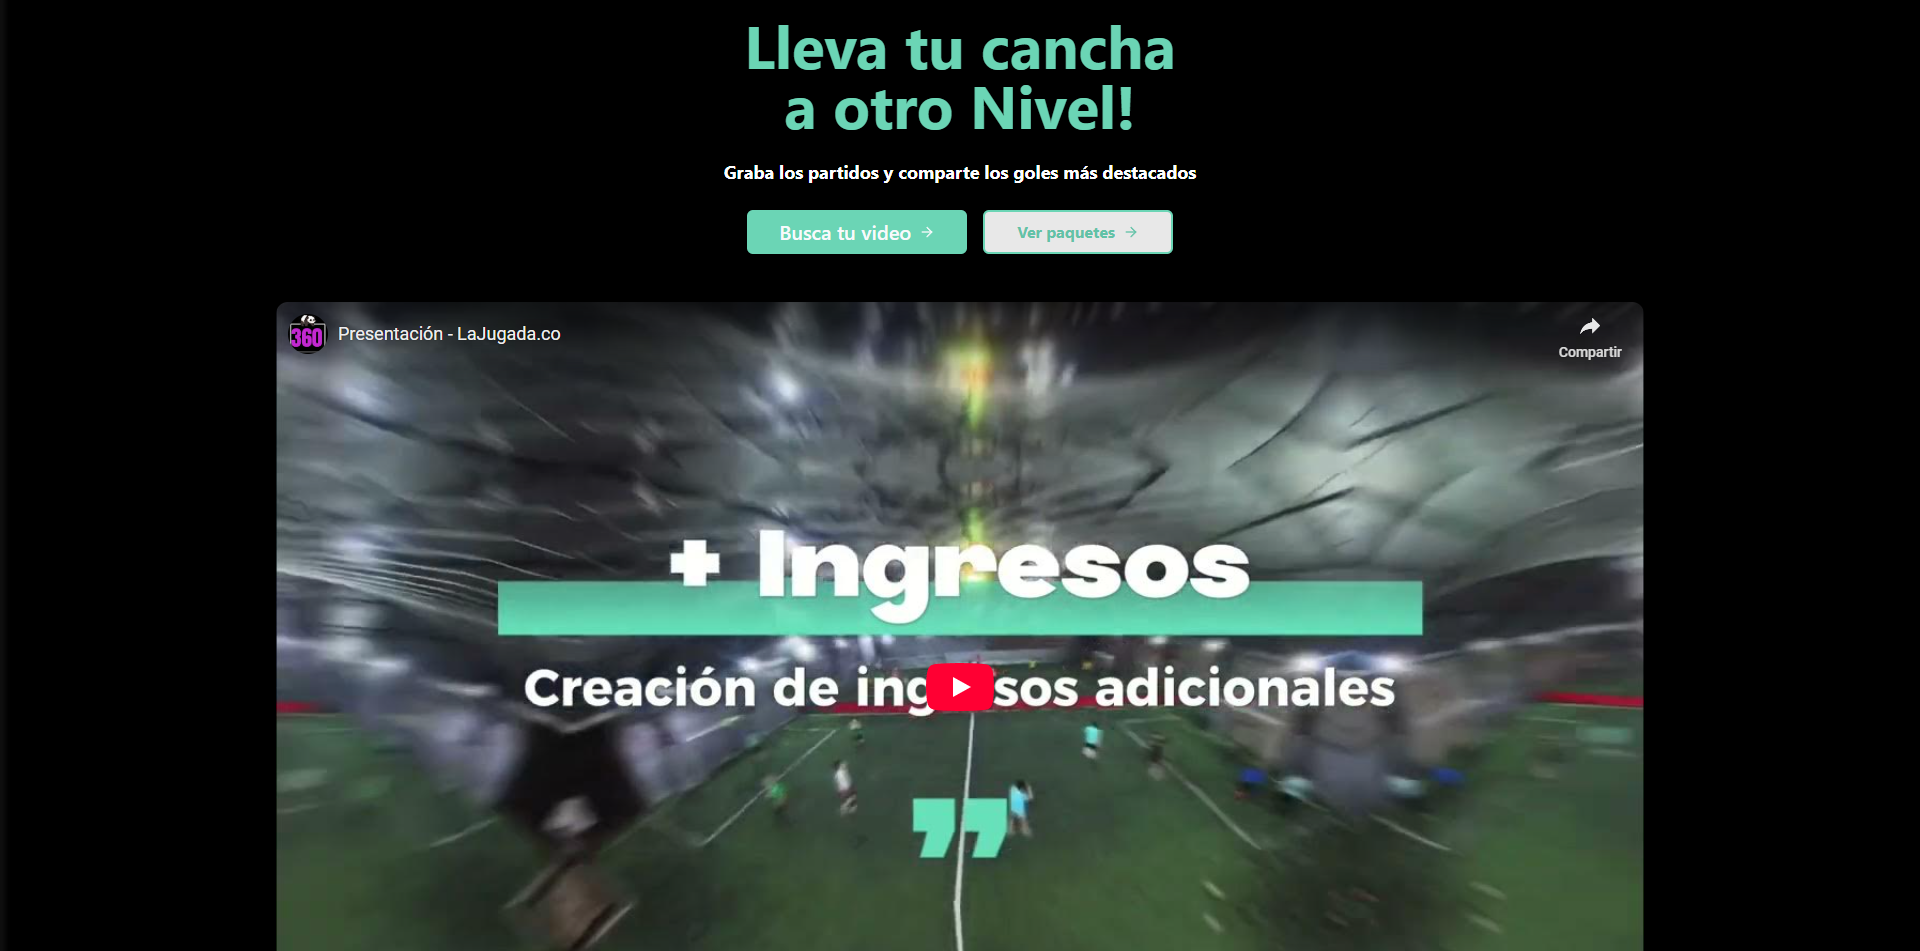 Lleva tu cancha
a otro Nivel!
Graba los partidos y comparte los goles más destacados
Busca tu video →
Ver paquetes →
360
Presentación - LaJugada.co
Compartir
+ Ingresos
Creación de ing sos adicionales
”